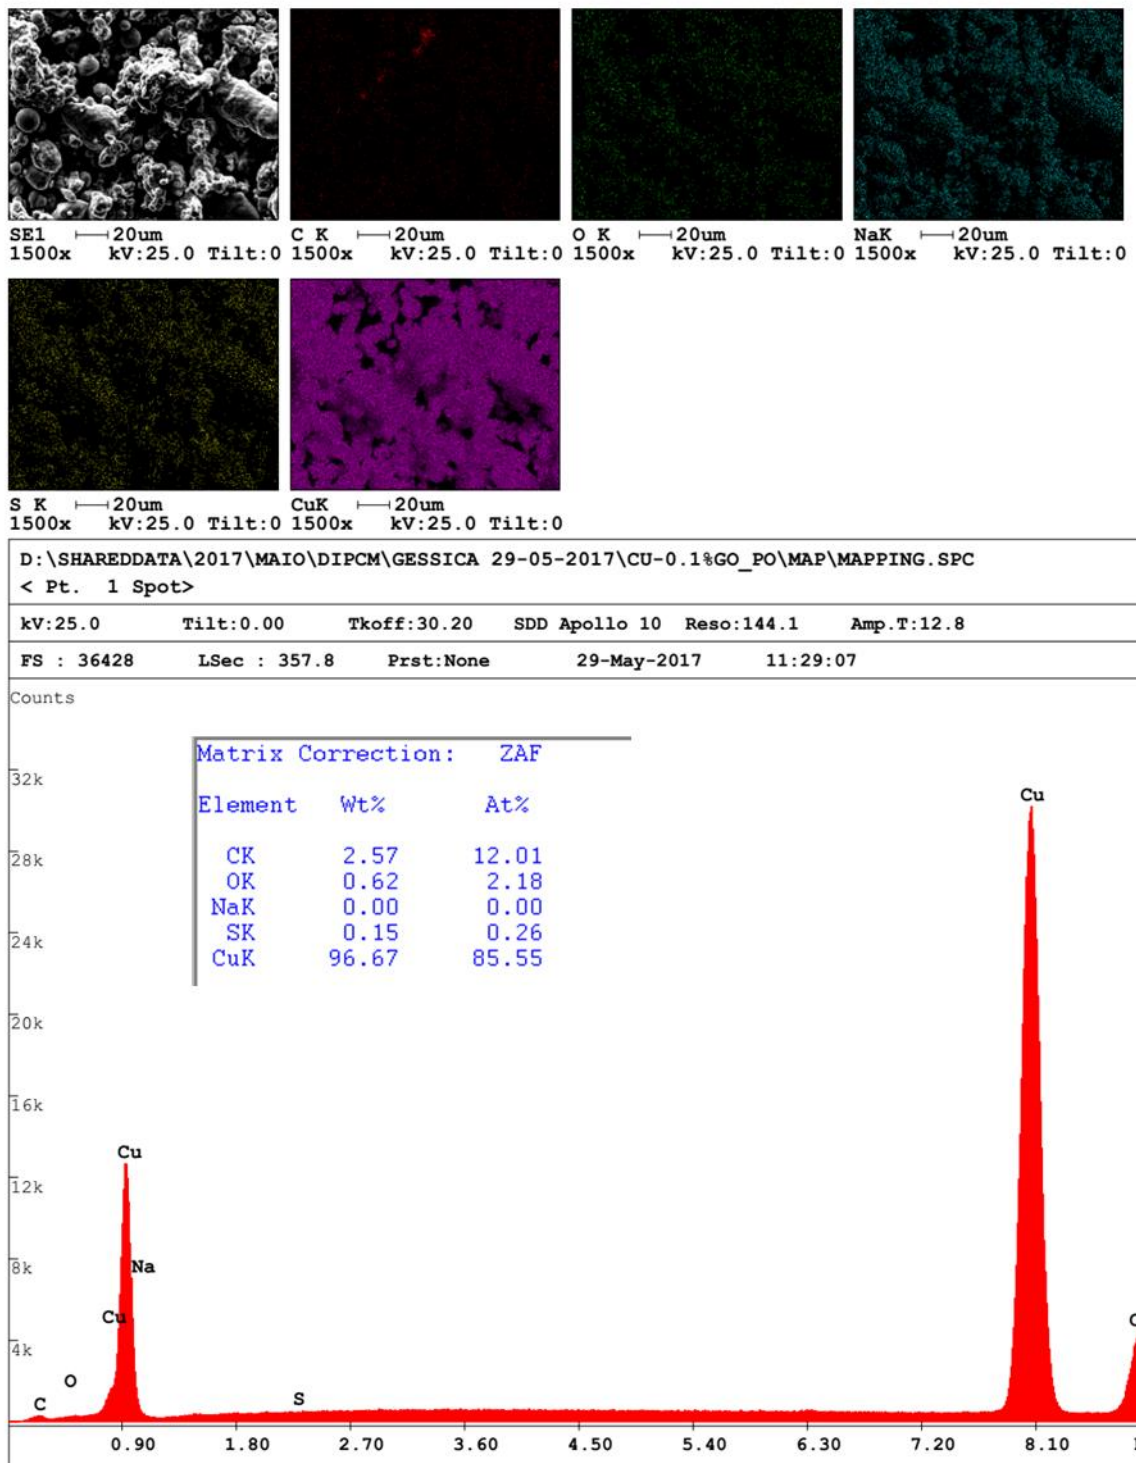 SE1 20um
1500x kV:25.0 Tilt:0
C K 20um
1500x kV:25.0 Tilt:0
O K 20um
1500x kV:25.0 Tilt:0
NaK 20um
1500x kV:25.0 Tilt:0
S K 20um
1500x kV:25.0 Tilt:0
CuK 20um
1500x kV:25.0 Tilt:0
D:\SHAREDDATA\2017\MAIO\DIPCM\GESSICA 29-05-2017\CU-0.1%GO_PO\MAP\MAPPING.SPC
< Pt. 1 Spot>
kV:25.0 Tilt:0.00 Tkoff:30.20 SDD Apollo 10 Reso:144.1 Amp.T:12.8
FS : 36428 LSec : 357.8 Prst:None 29-May-2017 11:29:07
Counts
Matrix Correction: ZAF
Element Wt% At%
CK 2.57 12.01
OK 0.62 2.18
NaK 0.00 0.00
SK 0.15 0.26
CuK 96.67 85.55
32k
28k
24k
20k
16k
12k
8k
4k
Cu
Cu
Na
Cu
O
C
S
0.90 1.80 2.70 3.60 4.50 5.40 6.30 7.20 8.10